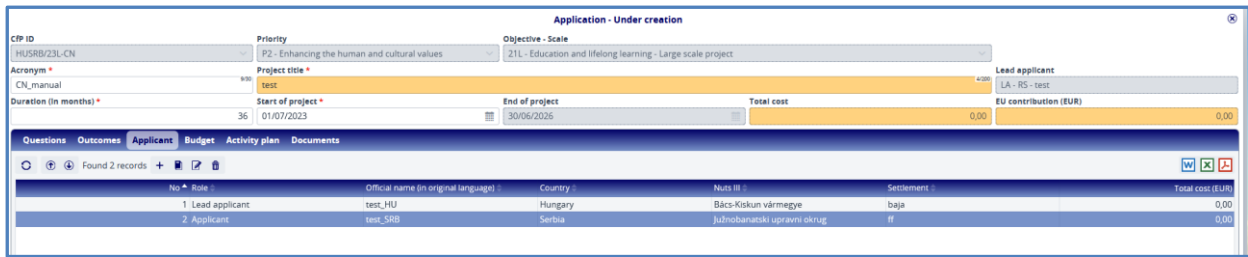 Application - Under creation
CfP ID Priority Objective - Scale
HUSRB/23L-CN P2 - Enhancing the human and cultural values 21L - Education and lifelong learning - Large scale project
Acronym * Project title * Lead applicant
CN_manual 9/30 test 4/200 LA - RS - test
Duration (in months) * Start of project * End of project Total cost EU contribution (EUR)
36 01/07/2023 30/06/2026 0,00 0,00
Questions Outcomes Applicant Budget Activity plan Documents
Found 2 records
No Role Official name (in original language) Country Nuts III Settlement Total cost (EUR)
1 Lead applicant test_HU Hungary Bács-Kiskun vármegye baja 0,00
2 Applicant test_SRB Serbia Južnobanatski upravni okrug ff 0,00